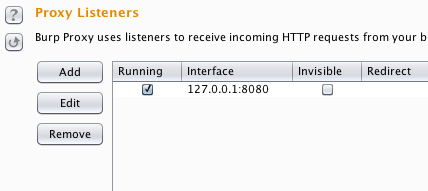 Proxy Listeners
Burp Proxy uses listeners to receive incoming HTTP requests from your b
Add
Edit
Remove
Running Interface Invisible Redirect
127.0.0.1:8080